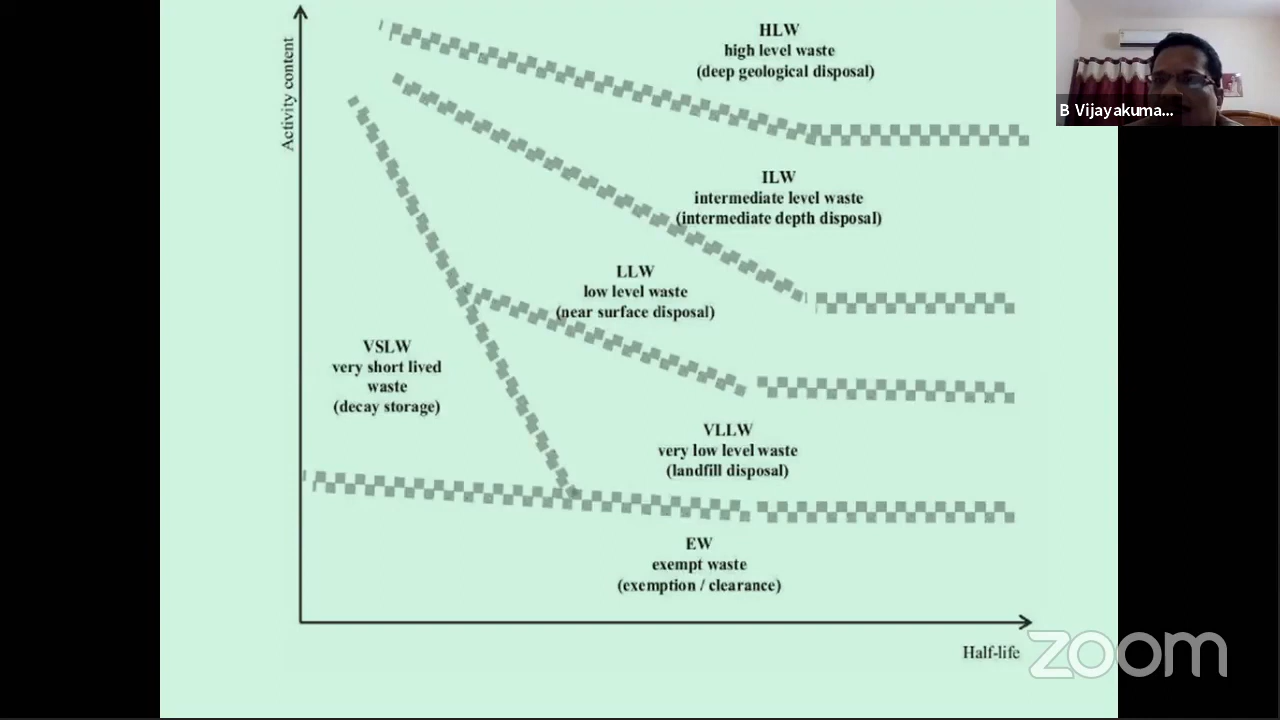 Activity content
HLW
high level waste
(deep geological disposal)
B Vijayakuma...
ILW
intermediate level waste
(intermediate depth disposal)
LLW
low level waste
(near surface disposal)
VSLW
very short lived
waste
(decay storage)
VLLW
very low level waste
(landfill disposal)
EW
exempt waste
(exemption / clearance)
Half-life
zoom